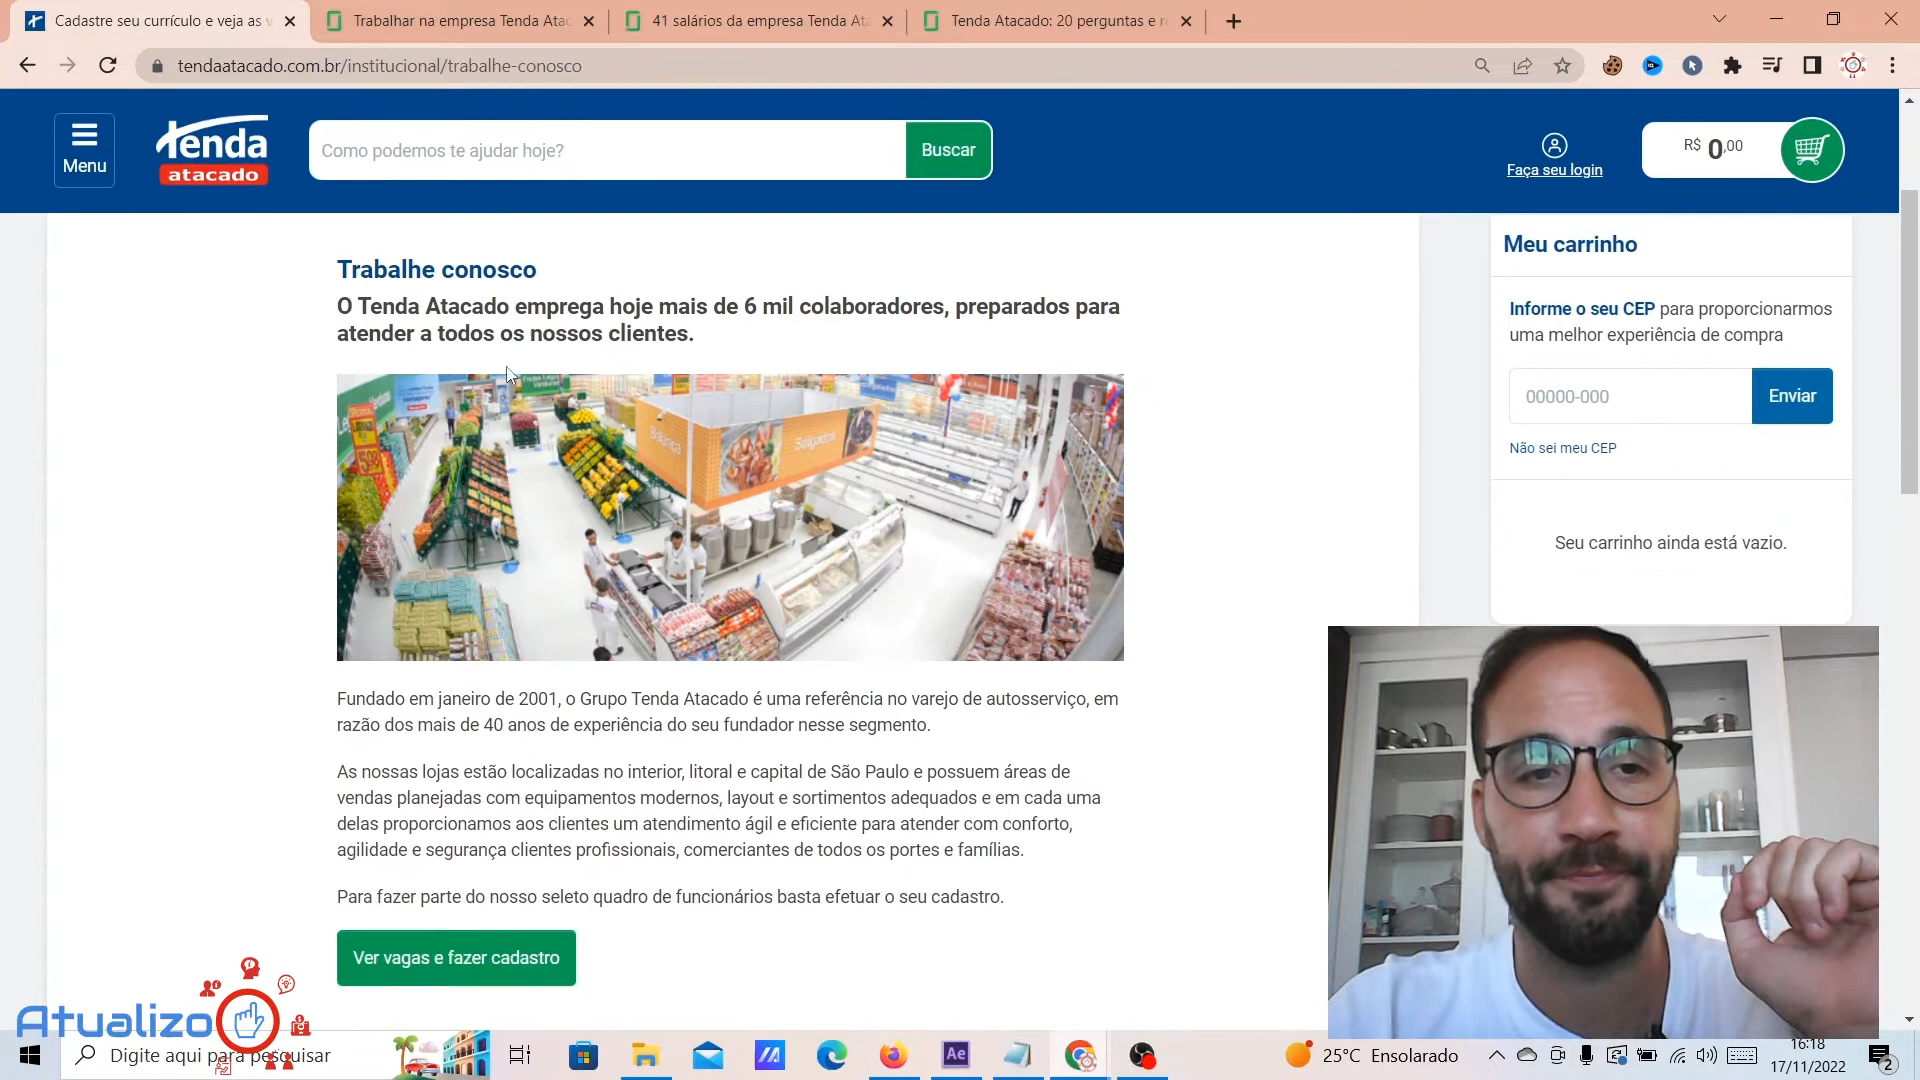 Cadastre seu currículo e veja as v
Trabalhar na empresa Tenda Atac
41 salários da empresa Tenda Ata
Tenda Atacado: 20 perguntas e r
tendaatacado.com.br/institucional/trabalhe-conosco
Menu
Tenda
atacado
Como podemos te ajudar hoje?
Buscar
Faça seu login
R$ 0,00
Trabalhe conosco
O Tenda Atacado emprega hoje mais de 6 mil colaboradores, preparados para
atender a todos os nossos clientes.
Balança
Salgados
Fundado em janeiro de 2001, o Grupo Tenda Atacado é uma referência no varejo de autosserviço, em
razão dos mais de 40 anos de experiência do seu fundador nesse segmento.
As nossas lojas estão localizadas no interior, litoral e capital de São Paulo e possuem áreas de
vendas planejadas com equipamentos modernos, layout e sortimentos adequados e em cada uma
delas proporcionamos aos clientes um atendimento ágil e eficiente para atender com conforto,
agilidade e segurança clientes profissionais, comerciantes de todos os portes e famílias.
Para fazer parte do nosso seleto quadro de funcionários basta efetuar o seu cadastro.
Ver vagas e fazer cadastro
Meu carrinho
Informe o seu CEP para proporcionarmos
uma melhor experiência de compra
00000-000
Enviar
Não sei meu CEP
Seu carrinho ainda está vazio.
Atualizo
Digite aqui para pesquisar
Ae
25°C Ensolarado
16:18
17/11/2022
2